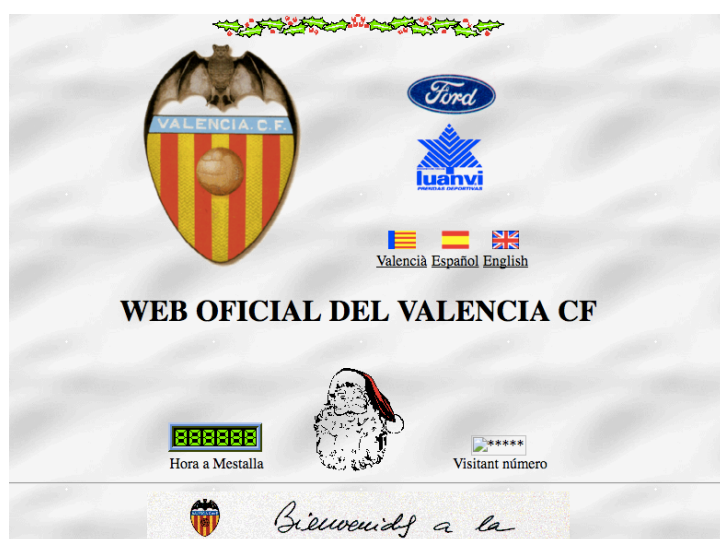 VALENCIA.C.F.
Ford
luanvi
PRENDAS DEPORTIVAS
Valencià Español English
WEB OFICIAL DEL VALENCIA CF
888888
*****
Hora a Mestalla
Visitant número
Bienvenidos a la